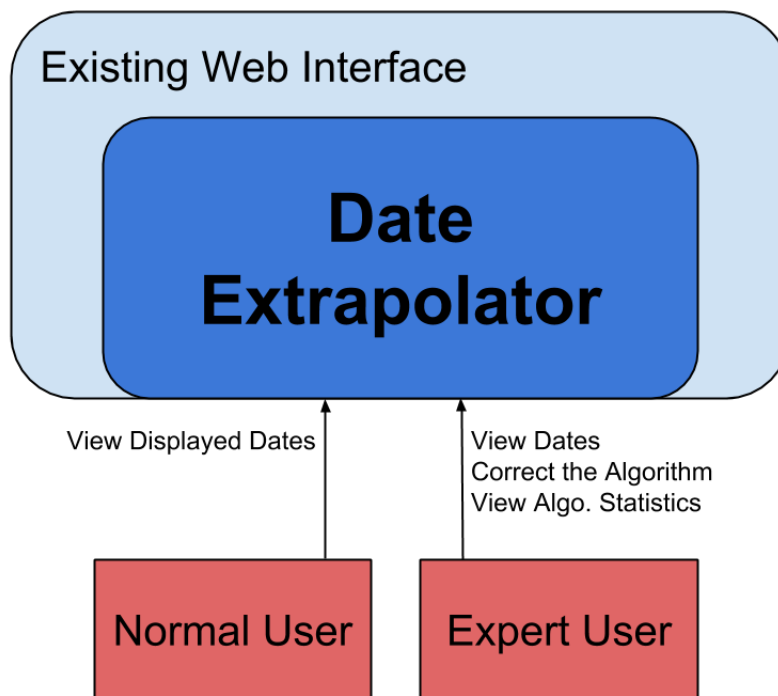 Existing Web Interface
Date
Extrapolator
View Displayed Dates
View Dates
Correct the Algorithm
View Algo. Statistics
Normal User
Expert User